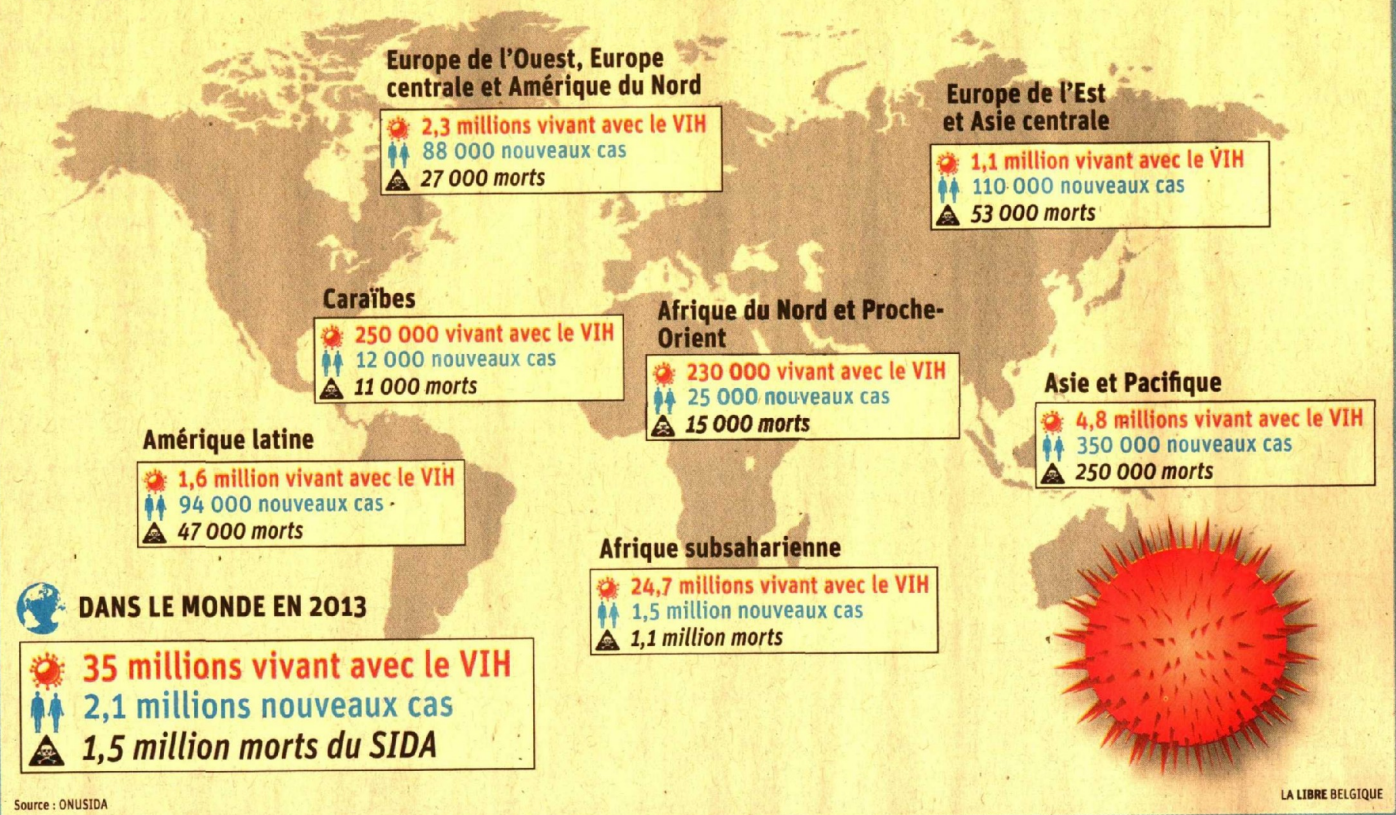 Europe de l'Ouest, Europe
centrale et Amérique du Nord
2,3 millions vivant avec le VIH
88 000 nouveaux cas
27 000 morts
Europe de l'Est
et Asie centrale
1,1 million vivant avec le VIH
110 000 nouveaux cas
53 000 morts
Caraïbes
250 000 vivant avec le VIH
12 000 nouveaux cas
11 000 morts
Afrique du Nord et Proche-
Orient
230 000 vivant avec le VIH
25 000 nouveaux cas
15 000 morts
Asie et Pacifique
4,8 millions vivant avec le VIH
350 000 nouveaux cas
250 000 morts
Amérique latine
1,6 million vivant avec le VIH
94 000 nouveaux cas
47 000 morts
Afrique subsaharienne
24,7 millions vivant avec le VIH
1,5 million nouveaux cas
1,1 million morts
DANS LE MONDE EN 2013
35 millions vivant avec le VIH
2,1 millions nouveaux cas
1,5 million morts du SIDA
Source : ONUSIDA
LA LIBRE BELGIQUE